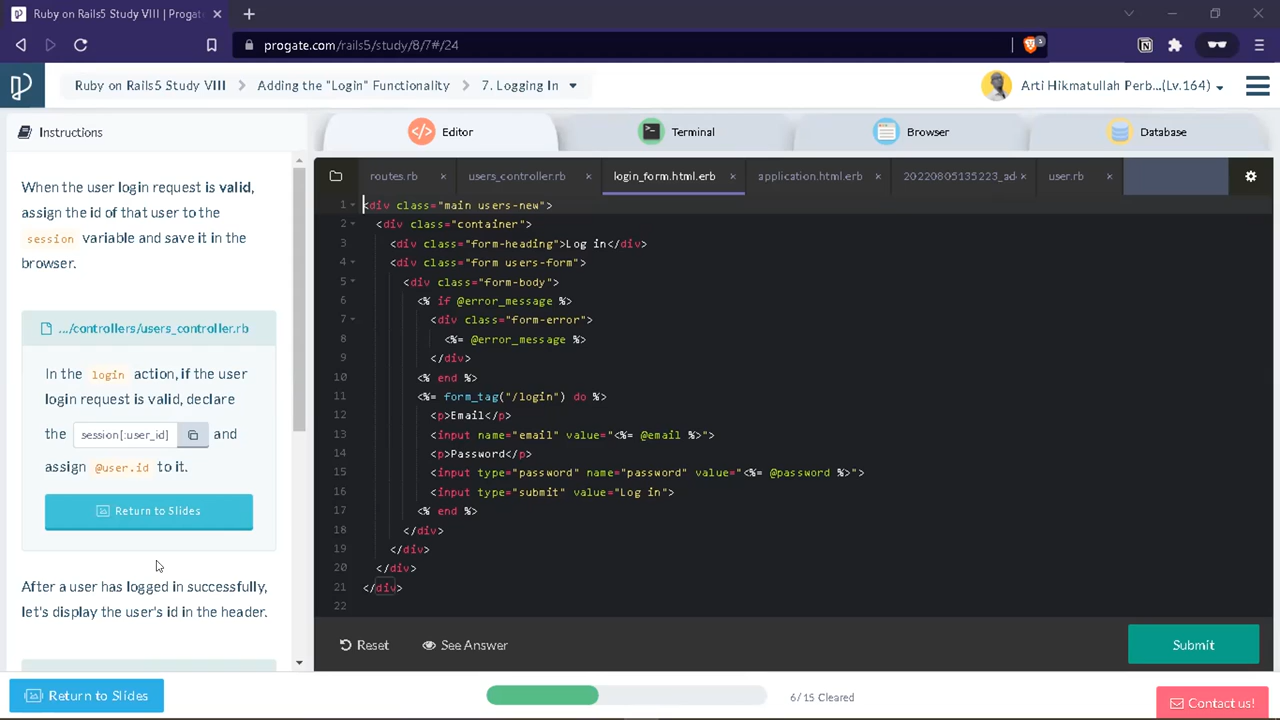 Ruby on Rails5 Study VIII | Progat
progate.com/rails5/study/8/7#/24
Ruby on Rails5 Study VIII
Adding the "Login" Functionality
7. Logging In
Arti Hikmatullah Perb...(Lv.164)
Instructions
Editor
Terminal
Browser
Database
When the user login request is valid,
assign the id of that user to the
session variable and save it in the
browser.
.../controllers/users_controller.rb
In the login action, if the user
login request is valid, declare
the session[:user_id] and
assign @user.id to it.
Return to Slides
After a user has logged in successfully,
let's display the user's id in the header.
routes.rb
users_controller.rb
login_form.html.erb
application.html.erb
20220805135223_ad
user.rb
1 <div class="main users-new">
2 <div class="container">
3 <div class="form-heading">Log in</div>
4 <div class="form users-form">
5 <div class="form-body">
6 <% if @error_message %>
7 <div class="form-error">
8 <%= @error_message %>
9 </div>
10 <% end %>
11 <%= form_tag("/login") do %>
12 <p>Email</p>
13 <input name="email" value="<%= @email %>">
14 <p>Password</p>
15 <input type="password" name="password" value="<%= @password %>">
16 <input type="submit" value="Log in">
17 <% end %>
18 </div>
19 </div>
20 </div>
21 </div>
22
Reset
See Answer
Submit
Return to Slides
6/15 Cleared
Contact us!